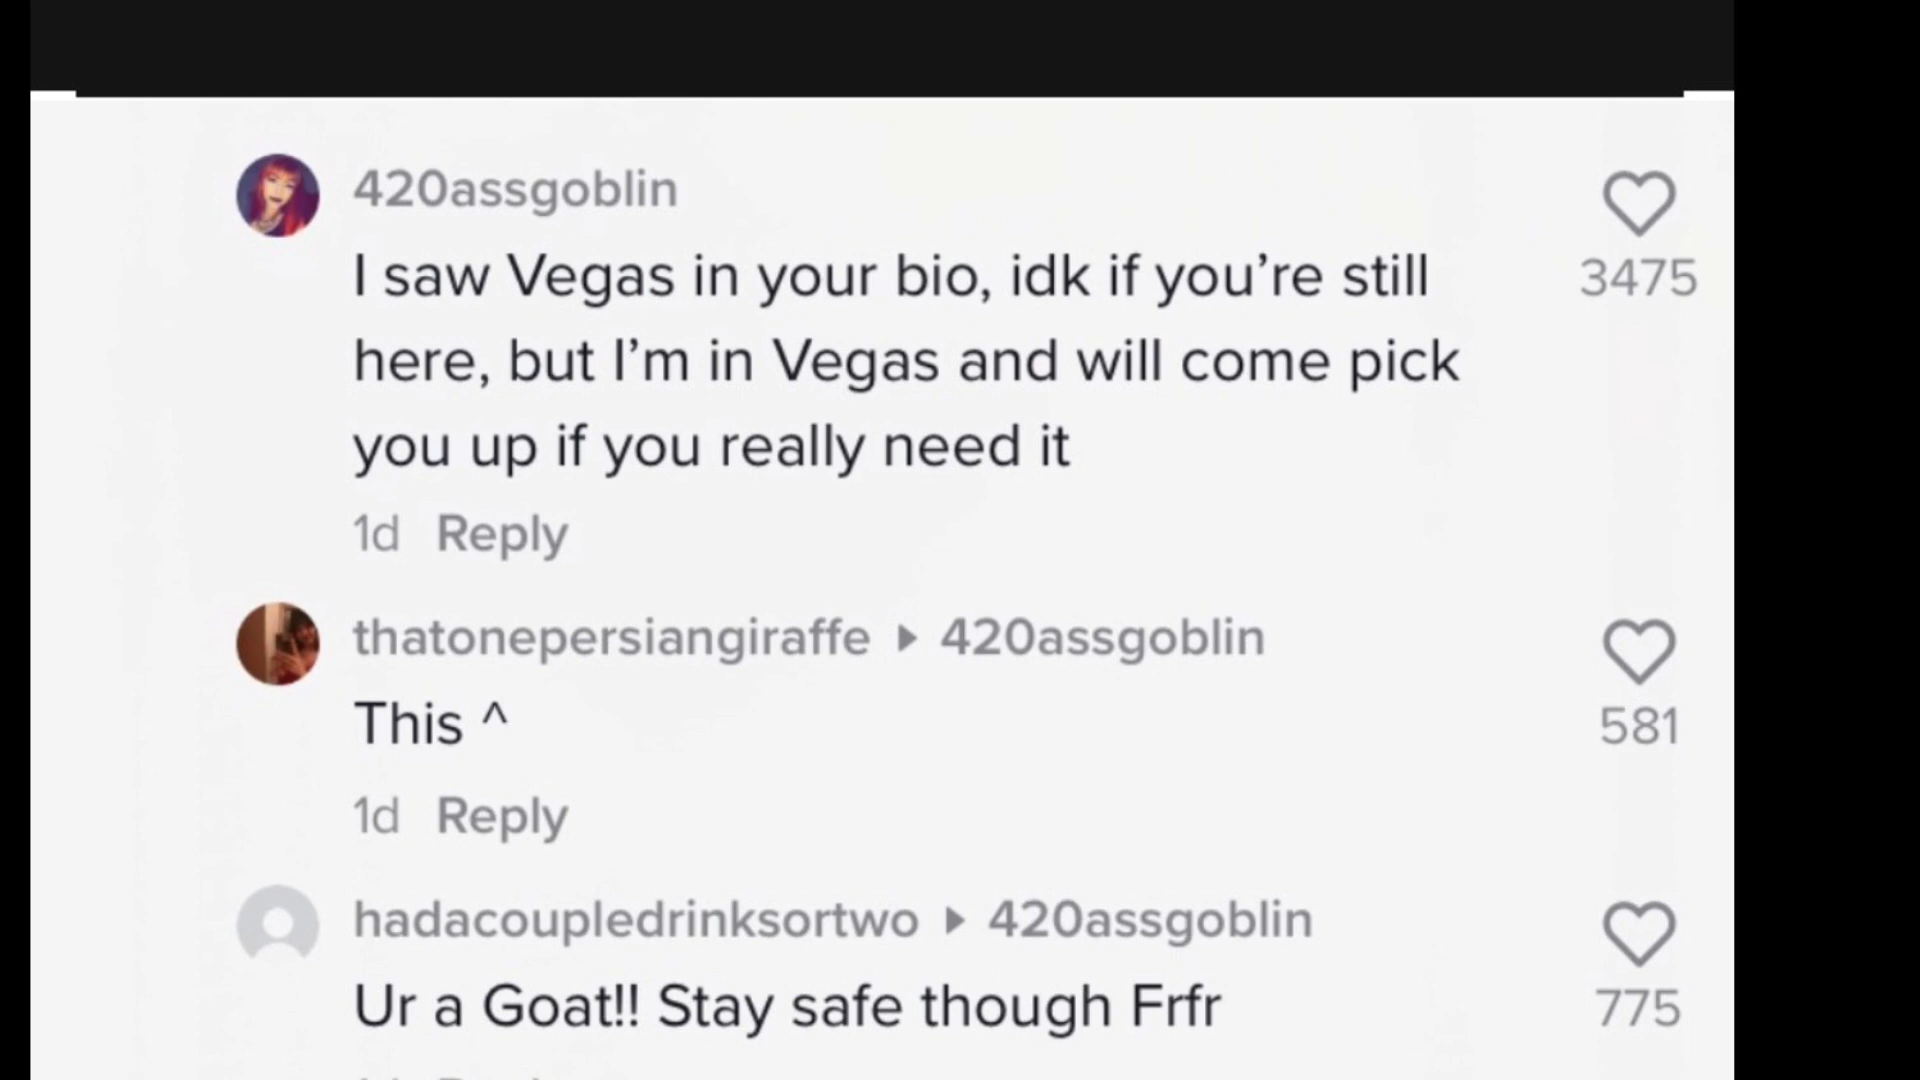 420assgoblin
I saw Vegas in your bio, idk if you’re still
here, but I’m in Vegas and will come pick
you up if you really need it
3475
1d Reply
thatonepersiangiraffe ▸ 420assgoblin
This ^
581
1d Reply
hadacoupledrinksortwo ▸ 420assgoblin
Ur a Goat!! Stay safe though Frfr
775